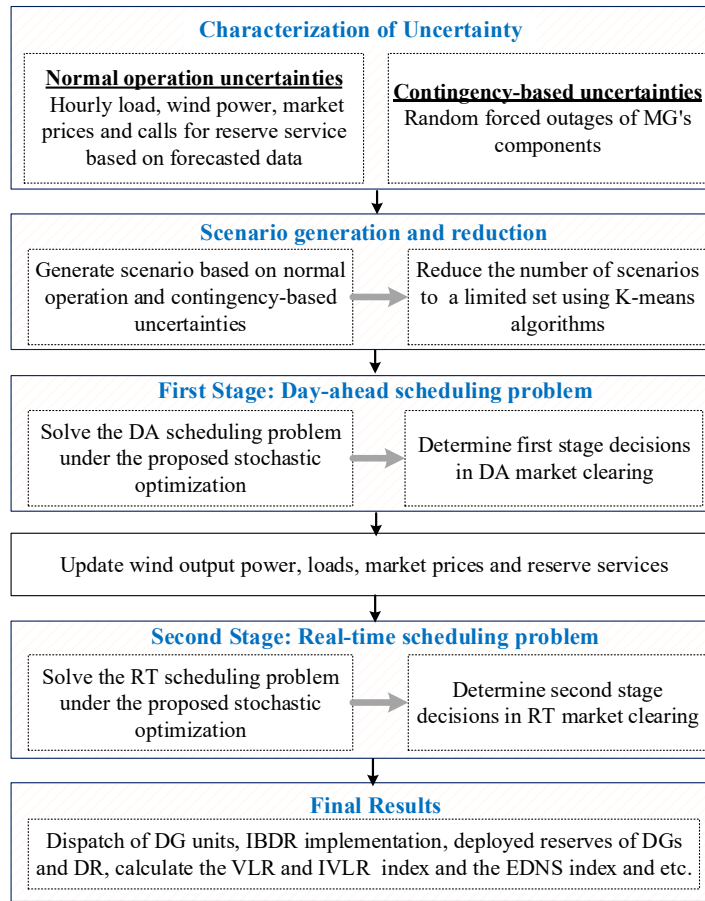 Characterization of Uncertainty
Normal operation uncertainties
Hourly load, wind power, market
prices and calls for reserve service
based on forecasted data
Contingency-based uncertainties
Random forced outages of MG's
components
Scenario generation and reduction
Generate scenario based on normal
operation and contingency-based
uncertainties
Reduce the number of scenarios
to a limited set using K-means
algorithms
First Stage: Day-ahead scheduling problem
Solve the DA scheduling problem
under the proposed stochastic
optimization
Determine first stage decisions
in DA market clearing
Update wind output power, loads, market prices and reserve services
Second Stage: Real-time scheduling problem
Solve the RT scheduling problem
under the proposed stochastic
optimization
Determine second stage
decisions in RT market clearing
Final Results
Dispatch of DG units, IBDR implementation, deployed reserves of DGs
and DR, calculate the VLR and IVLR index and the EDNS index and etc.